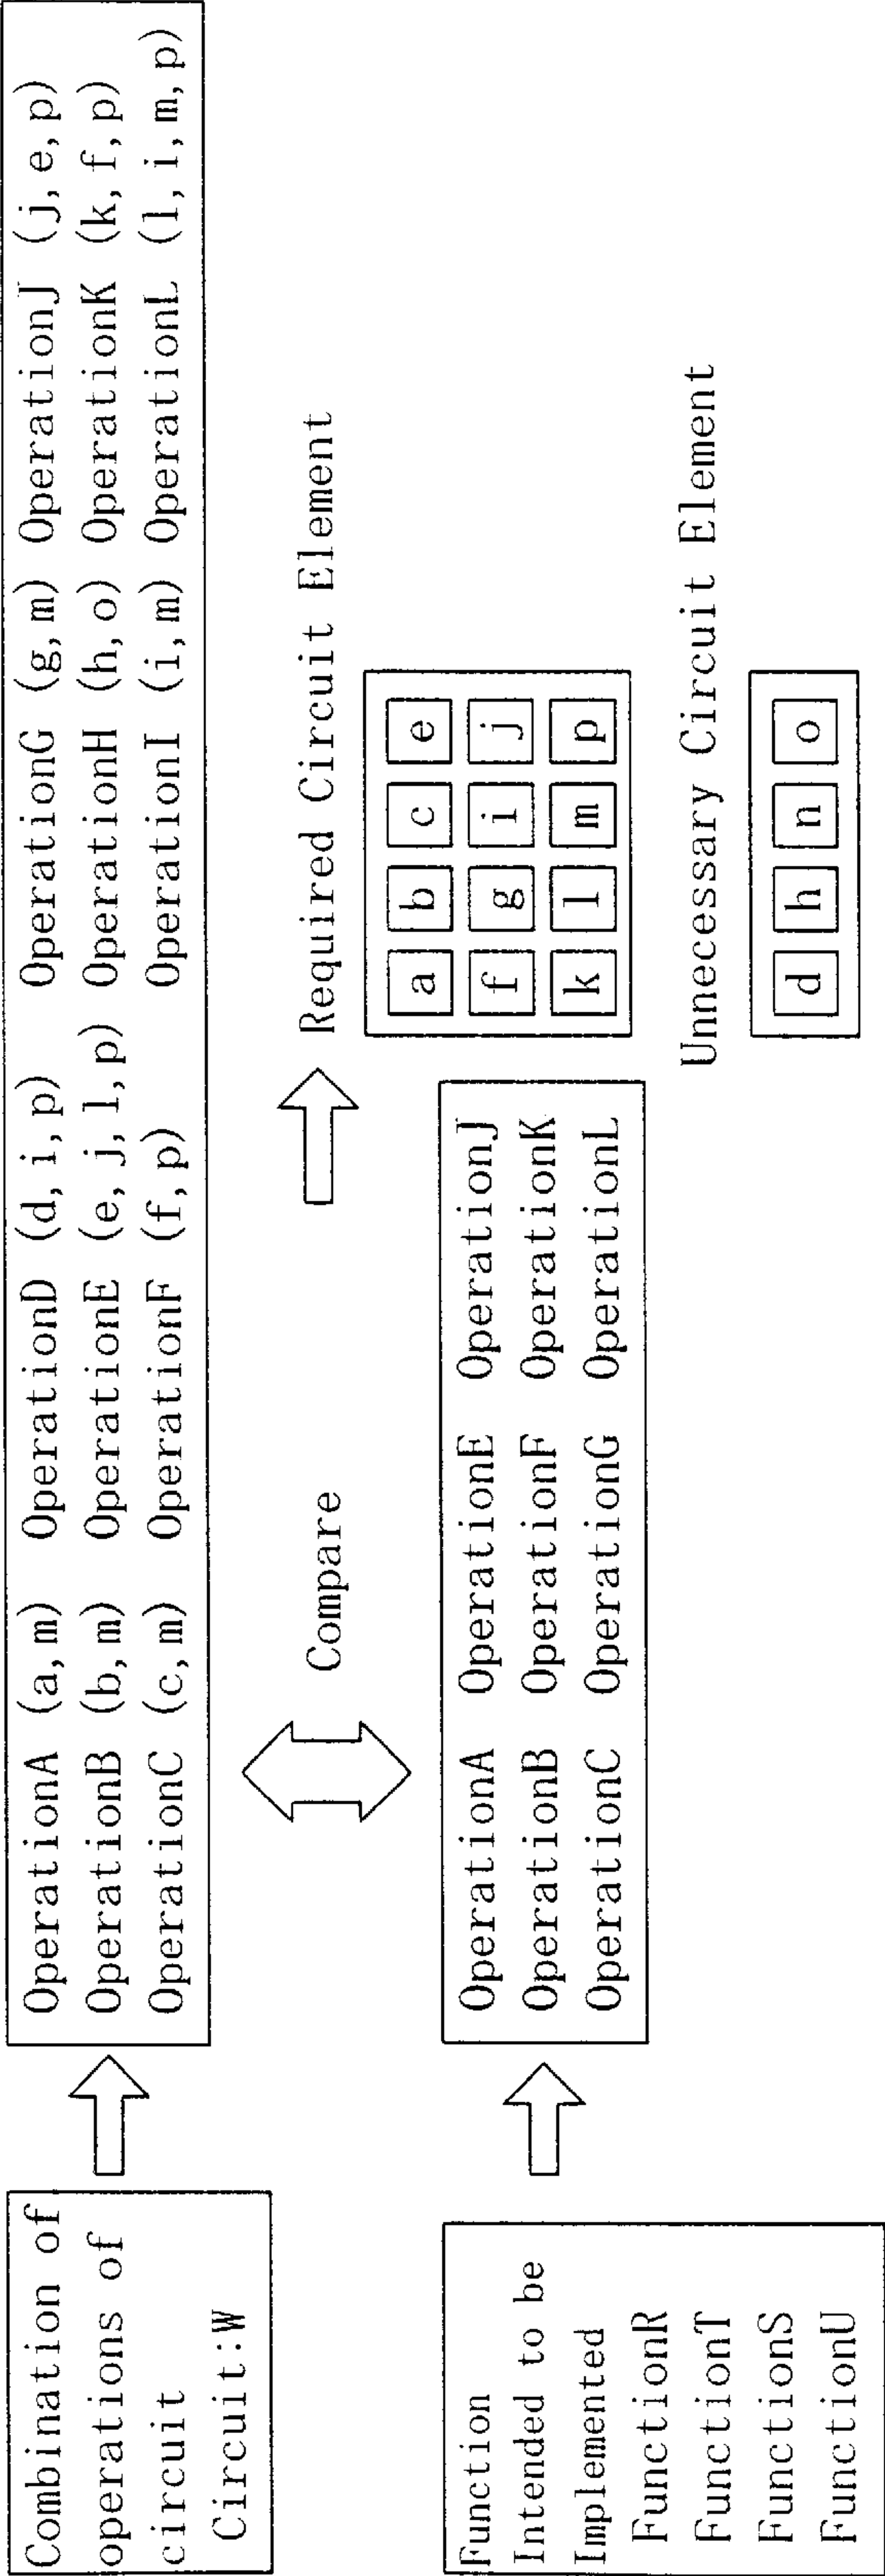 Combination of
operations of
circuit
Circuit:W
OperationA (a,m) OperationD (d,i,p) OperationG (g,m) OperationJ (j,e,p)
OperationB (b,m) OperationE (e,j,l,p) OperationH (h,o) OperationK (k,f,p)
OperationC (c,m) OperationF (f,p) OperationI (i,m) OperationL (l,i,m,p)
Compare
Function
Intended to be
Implemented
FunctionR
FunctionT
FunctionS
FunctionU
OperationA OperationE OperationJ
OperationB OperationF OperationK
OperationC OperationG OperationL
Required Circuit Element
a b c e
f g i j
k l m p
Unnecessary Circuit Element
d h n o